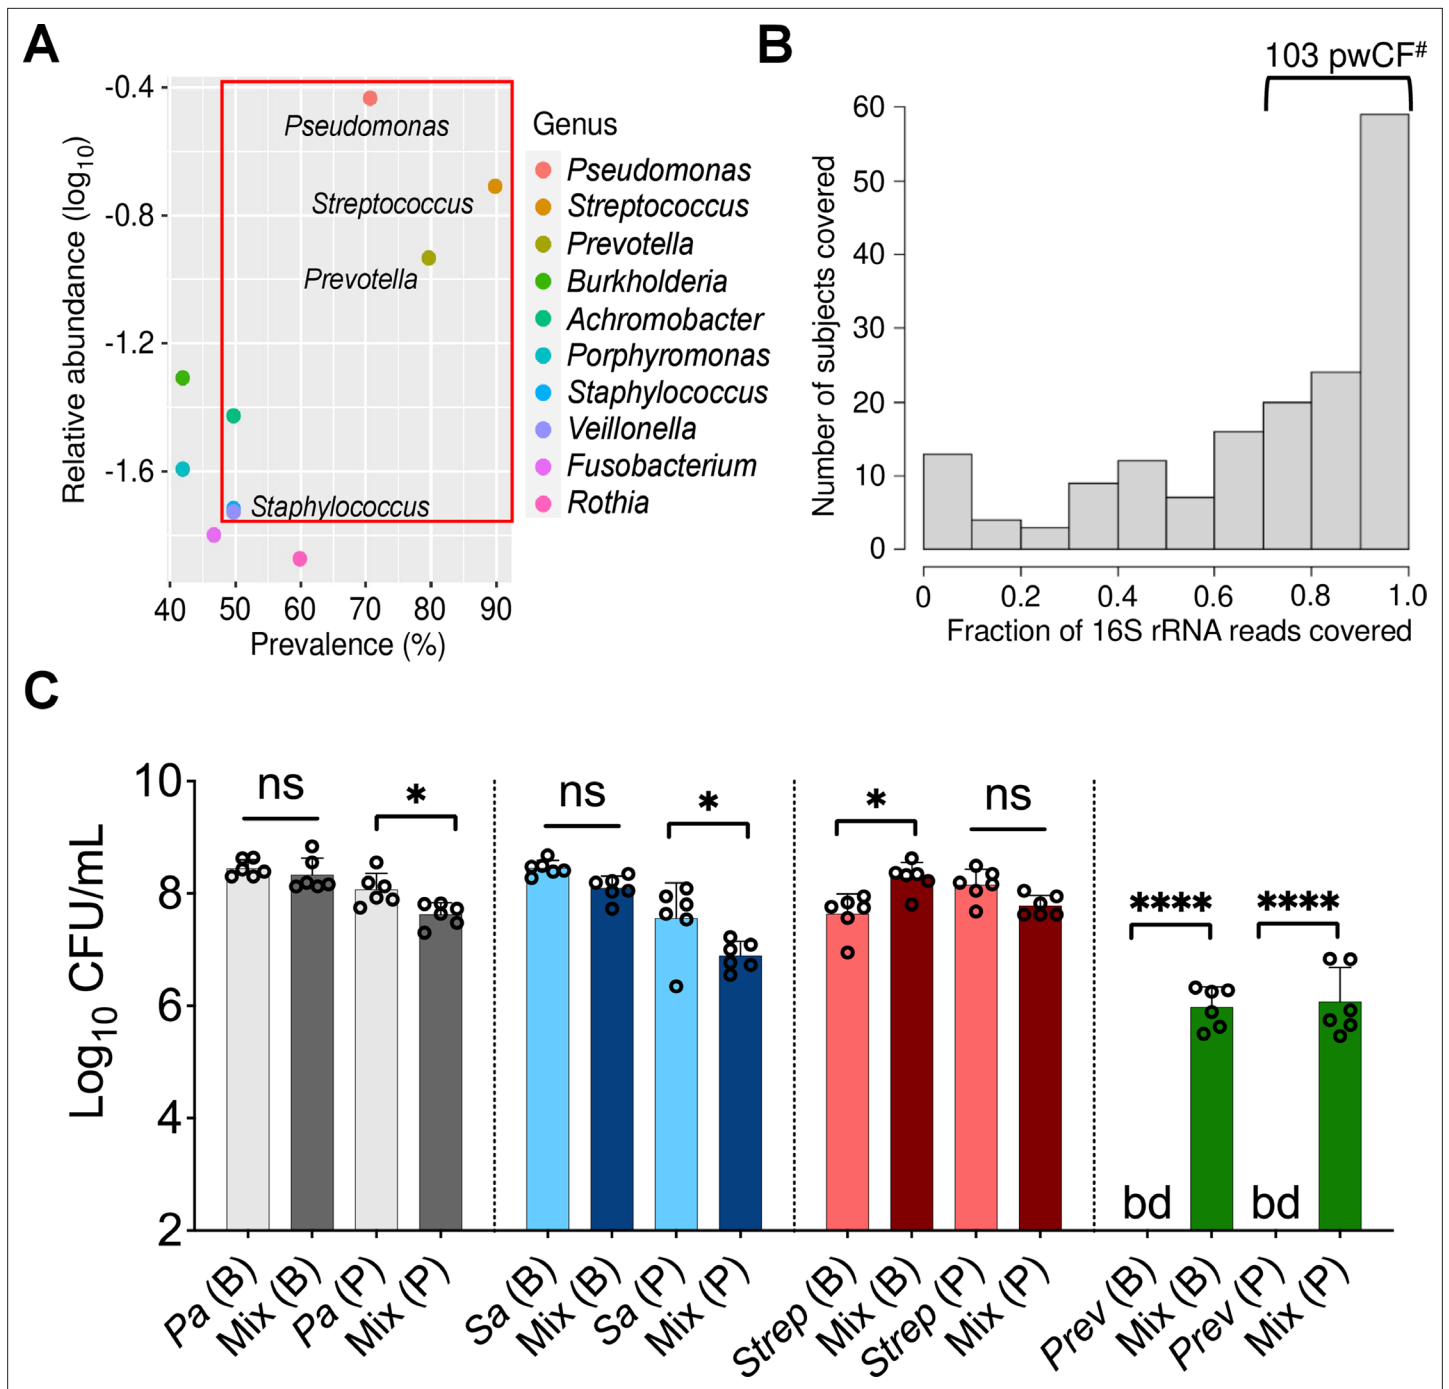 A
-0.4
-0.8
-1.2
-1.6
Relative abundance (log10)
Pseudomonas
Streptococcus
Prevotella
Staphylococcus
40 50 60 70 80 90
Prevalence (%)
Genus
Pseudomonas
Streptococcus
Prevotella
Burkholderia
Achromobacter
Porphyromonas
Staphylococcus
Veillonella
Fusobacterium
Rothia
B
103 pwCF#
60
50
40
30
20
10
0
Number of subjects covered
0 0.2 0.4 0.6 0.8 1.0
Fraction of 16S rRNA reads covered
C
10
8
6
4
2
Log10 CFU/mL
ns * ns * * ns **** ****
bd bd
Pa (B)
Mix (B)
Pa (P)
Mix (P)
Sa (B)
Mix (B)
Sa (P)
Mix (P)
Strep (B)
Mix (B)
Strep (P)
Mix (P)
Prev (B)
Mix (B)
Prev (P)
Mix (P)